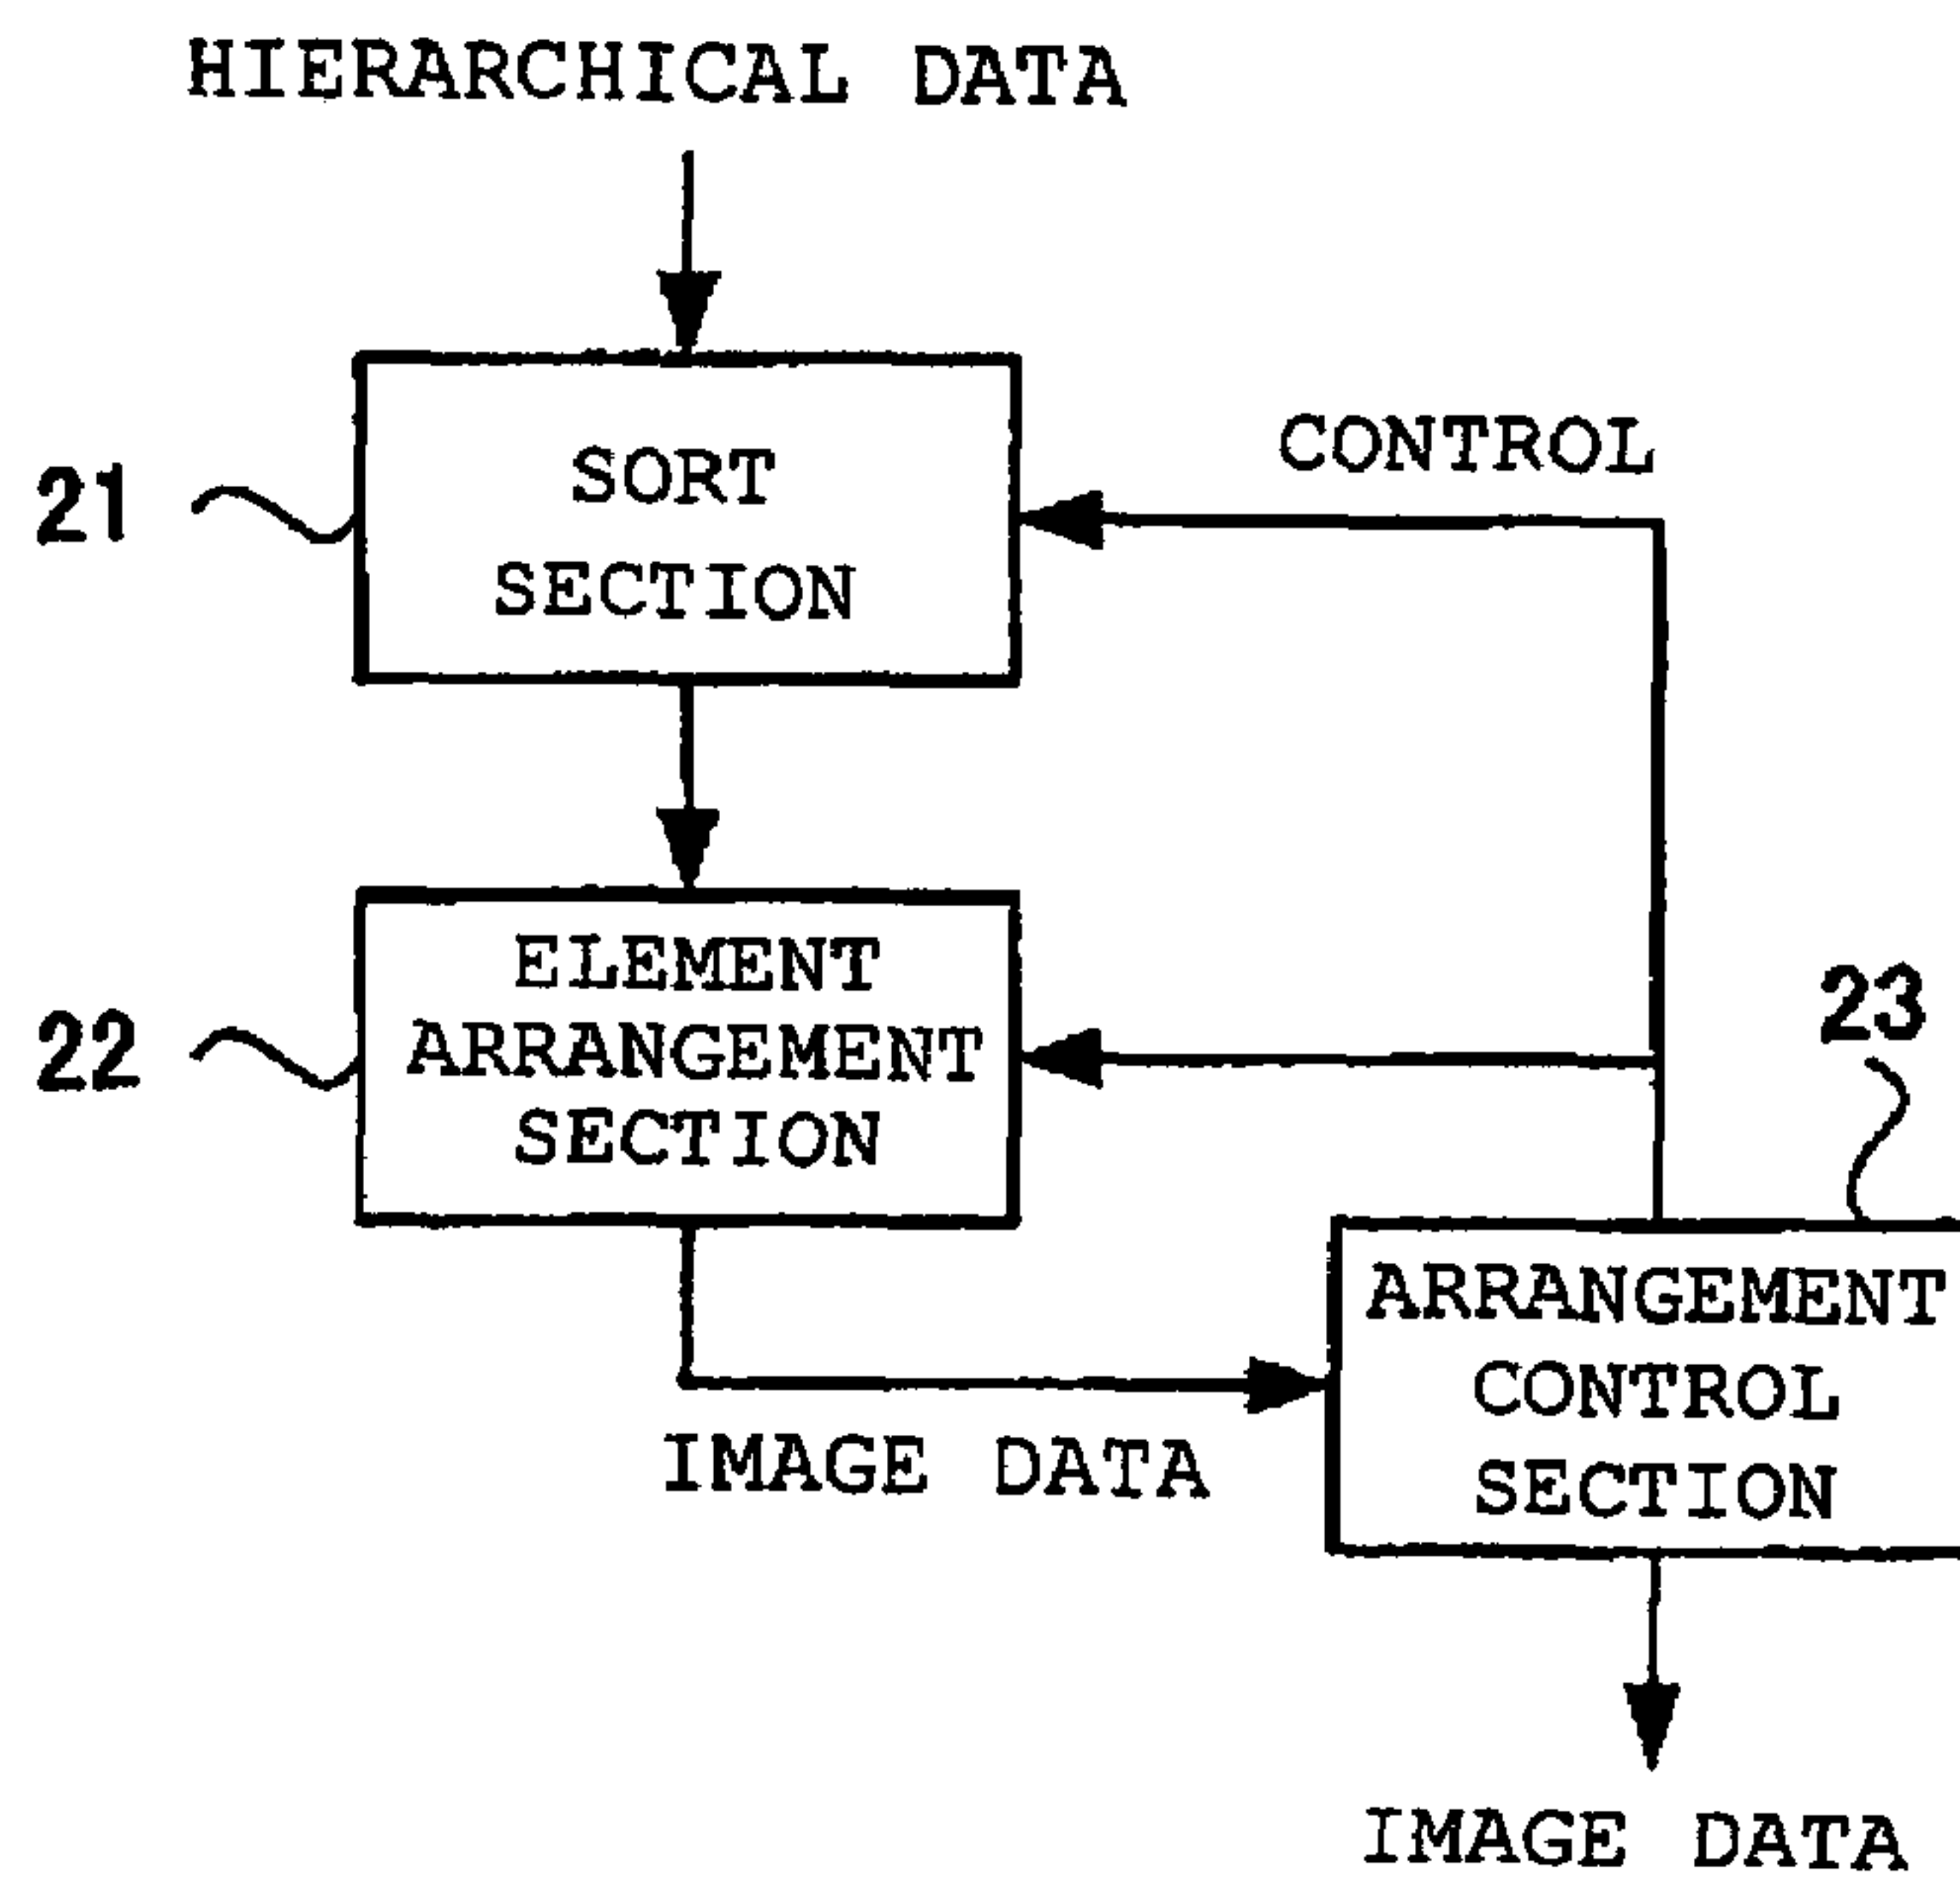 HIERARCHICAL DATA
CONTROL
21
SORT
SECTION
22
ELEMENT
ARRANGEMENT
SECTION
23
ARRANGEMENT
CONTROL
SECTION
IMAGE DATA
IMAGE DATA